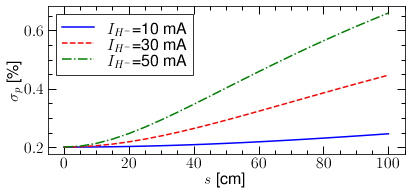 I_{H^-}=10 mA
I_{H^-}=30 mA
I_{H^-}=50 mA
σ_p [%]
0.6
0.4
0.2
0 20 40 60 80 100
s [cm]